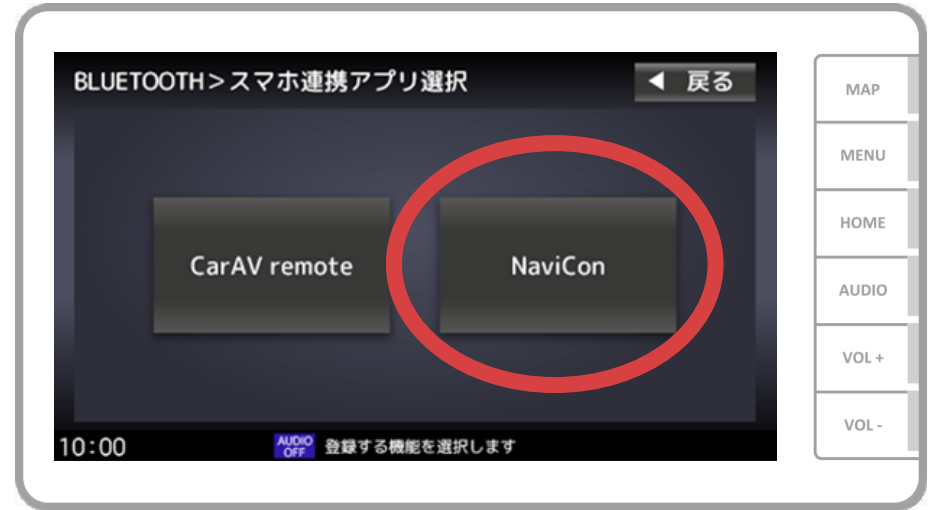 BLUETOOTH>スマホ連携アプリ選択
◀ 戻る
CarAV remote
NaviCon
10:00
AUDIO
OFF
登録する機能を選択します
MAP
MENU
HOME
AUDIO
VOL +
VOL -